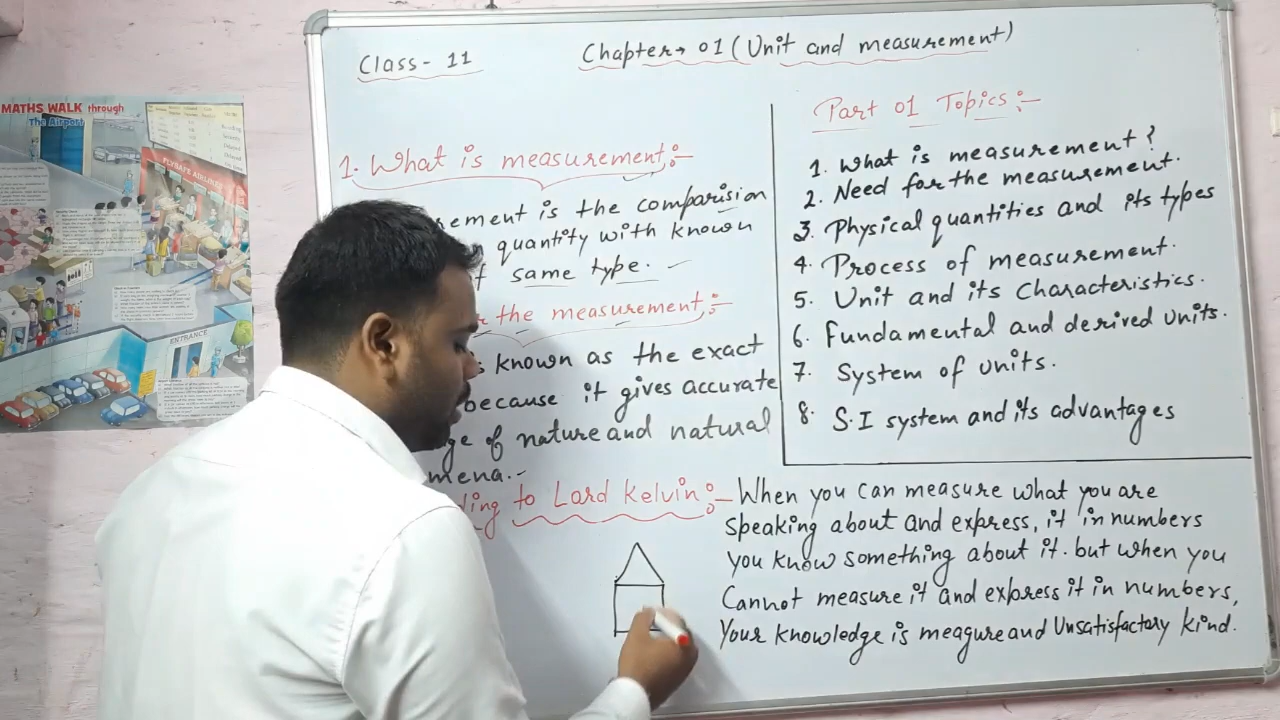 Class- 11
Chapter→ 01 (Unit and measurement)
1. What is measurement:-
rement is the comparision
quantity with known
same type.
the measurement:-
known as the exact
because it gives accurate
of nature and natural
to Lord Kelvin:-
When you can measure what you are
speaking about and express, it in numbers
you know something about it. but when you
Cannot measure it and express it in numbers,
Your knowledge is meagure and Unsatisfactory kind.
Part 01 Topics:-
1. What is measurement?
2. Need for the measurement.
3. Physical quantities and its types
4. Process of measurement.
5. Unit and its Characteristics.
6. Fundamental and derived units.
7. System of units.
8. S.I system and its advantages
MATHS WALK through
The Airport
FLYSAFE AIRLINES
ENTRANCE